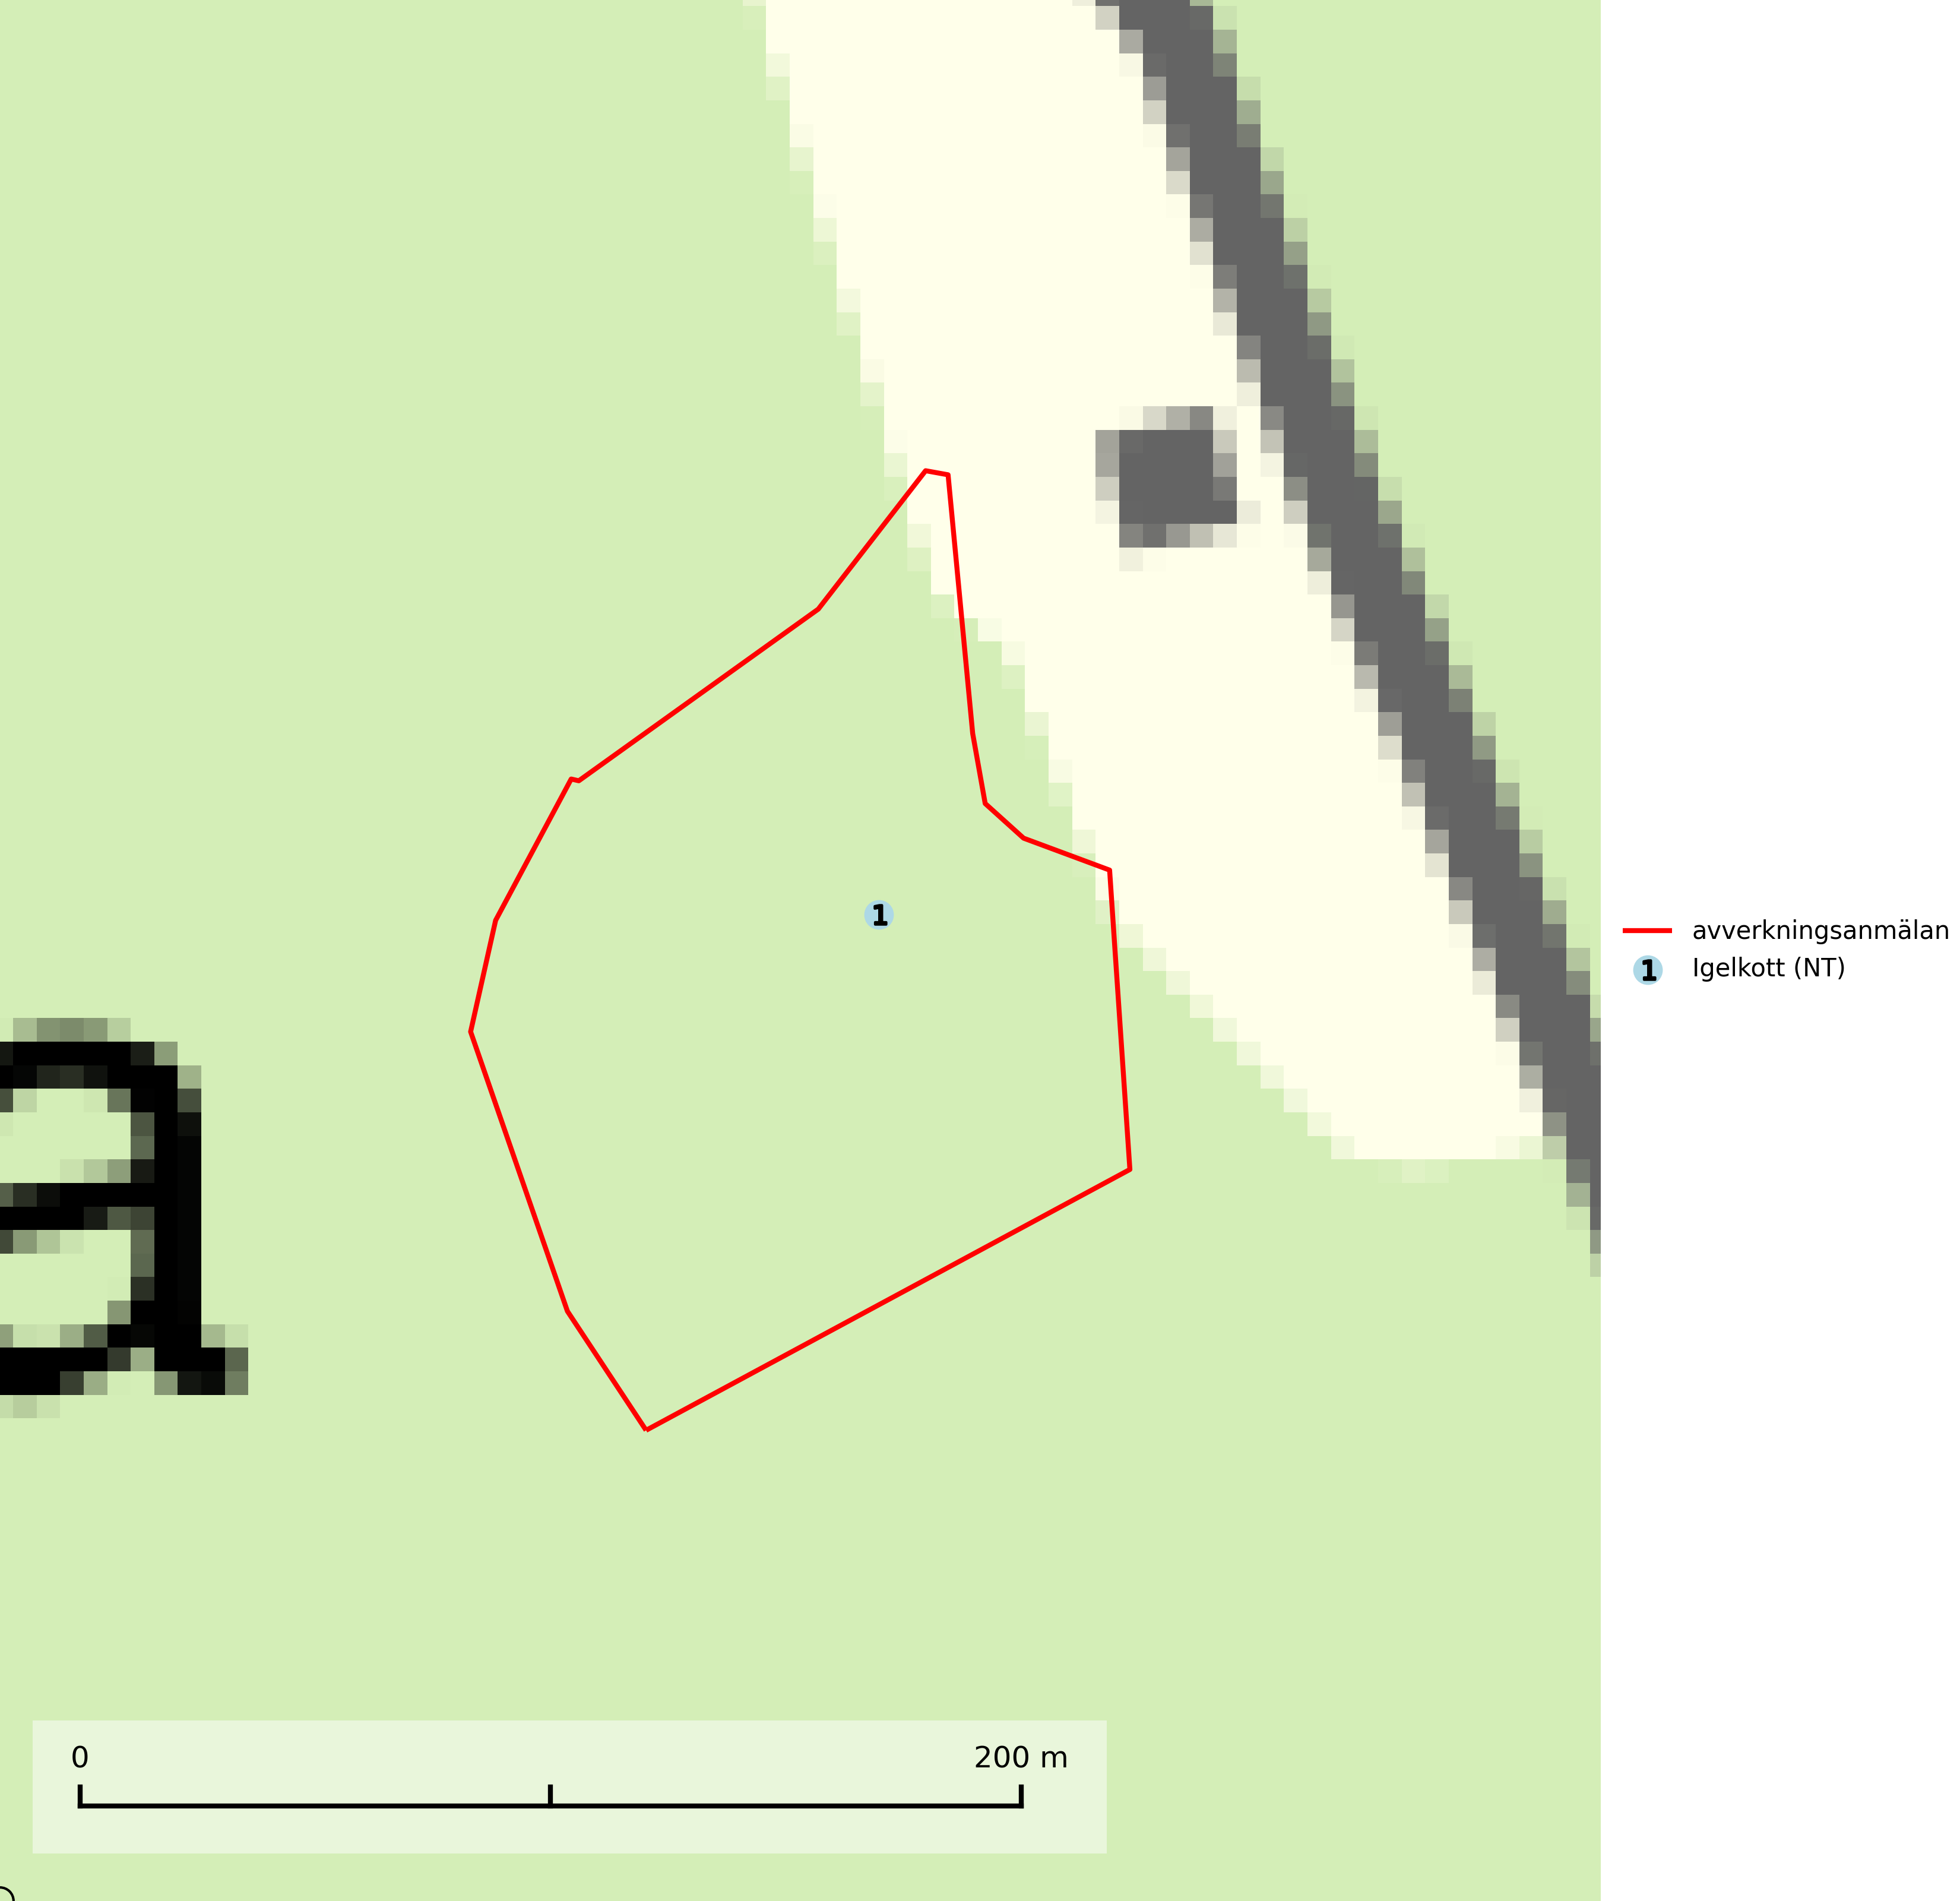 1
avverkningsanmälan
1 Igelkott (NT)
a
0 200 m